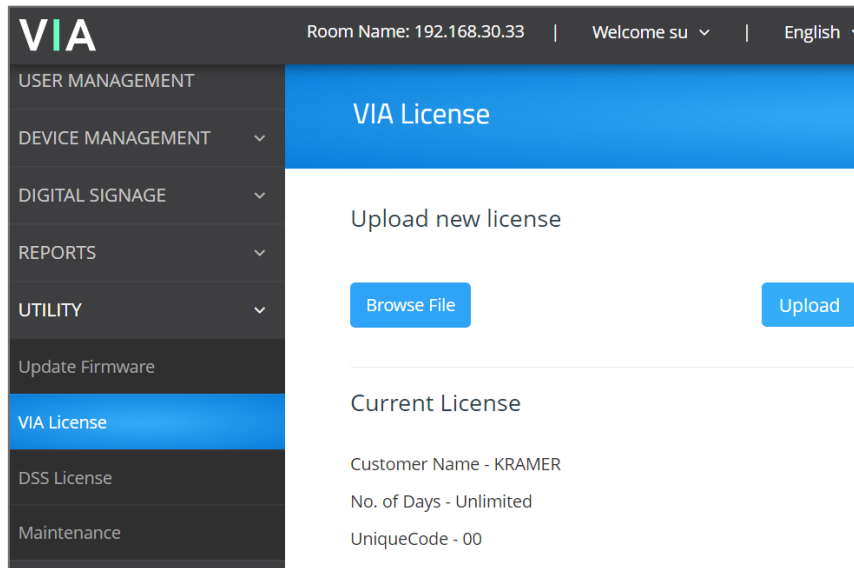 VIA
Room Name: 192.168.30.33 | Welcome su | English
USER MANAGEMENT
DEVICE MANAGEMENT
DIGITAL SIGNAGE
REPORTS
UTILITY
Update Firmware
VIA License
DSS License
Maintenance
VIA License
Upload new license
Browse File
Upload
Current License
Customer Name - KRAMER
No. of Days - Unlimited
UniqueCode - 00